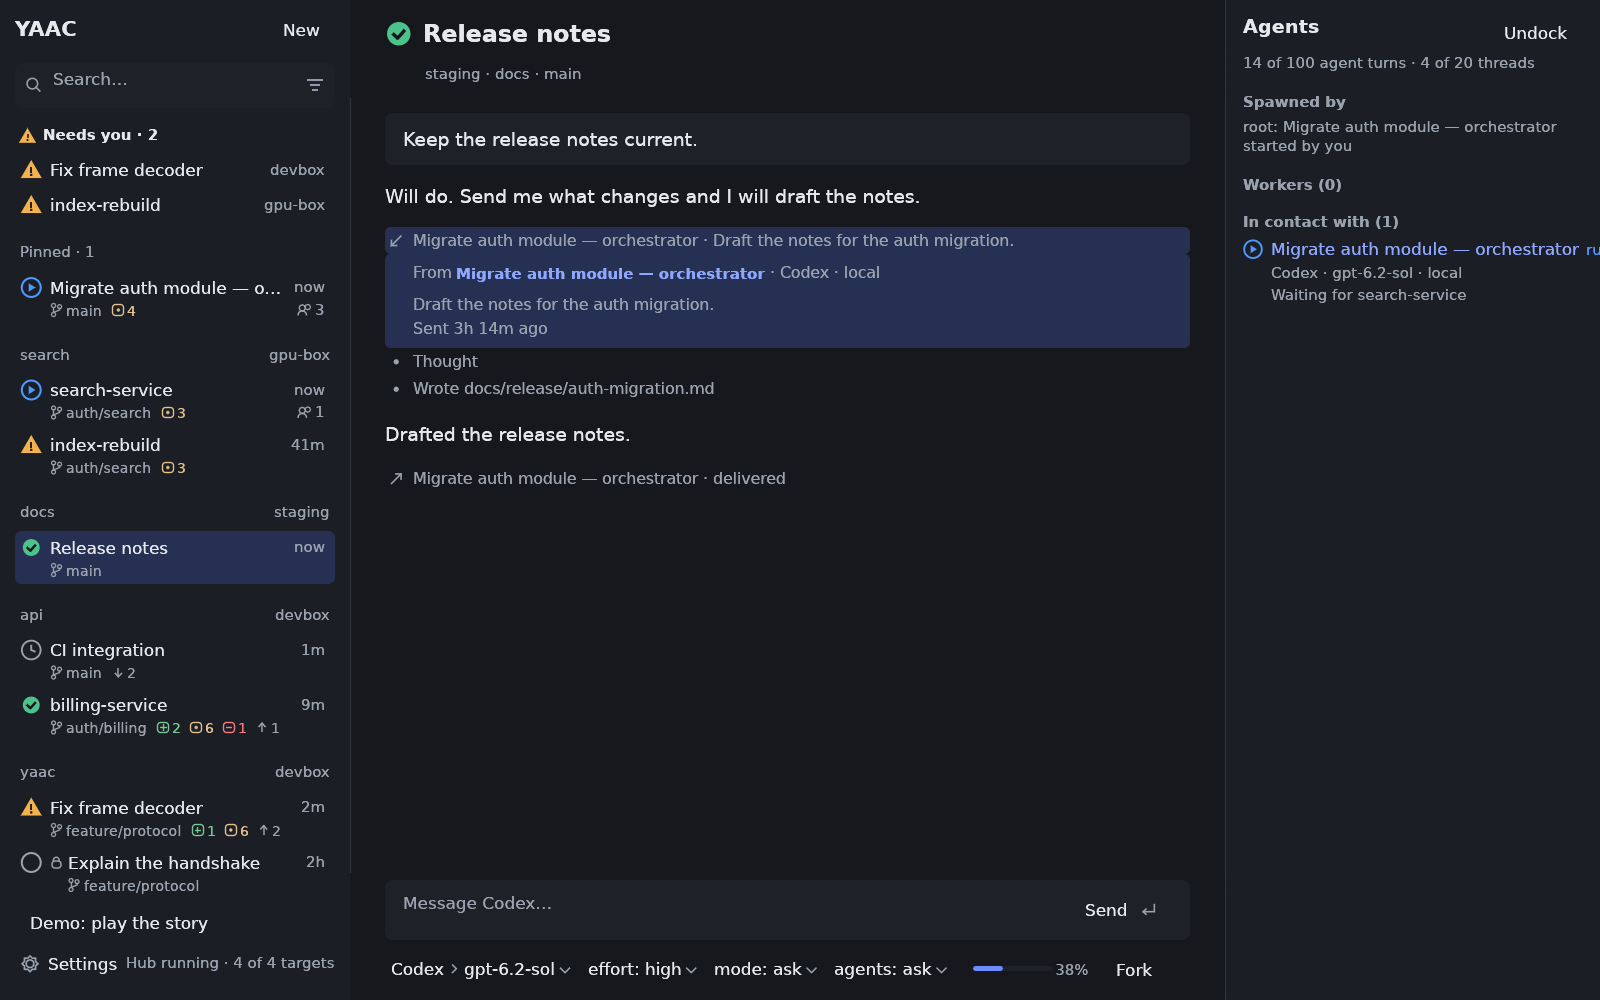 YAAC
New
Search...
Needs you · 2
Fix frame decoder devbox
index-rebuild gpu-box
Pinned · 1
Migrate auth module — o... now
main 4 3
search gpu-box
search-service now
auth/search 3 1
index-rebuild 41m
auth/search 3
docs staging
Release notes now
main
api devbox
CI integration 1m
main 2
billing-service 9m
auth/billing 2 6 1 1
yaac devbox
Fix frame decoder 2m
feature/protocol 1 6 2
Explain the handshake 2h
feature/protocol
Demo: play the story
Settings Hub running · 4 of 4 targets
Release notes
staging · docs · main
Keep the release notes current.
Will do. Send me what changes and I will draft the notes.
Migrate auth module — orchestrator · Draft the notes for the auth migration.
From Migrate auth module — orchestrator · Codex · local
Draft the notes for the auth migration.
Sent 3h 14m ago
• Thought
• Wrote docs/release/auth-migration.md
Drafted the release notes.
Migrate auth module — orchestrator · delivered
Message Codex...
Send
Codex gpt-6.2-sol effort: high mode: ask agents: ask 38% Fork
Agents
Undock
14 of 100 agent turns · 4 of 20 threads
Spawned by
root: Migrate auth module — orchestrator
started by you
Workers (0)
In contact with (1)
Migrate auth module — orchestrator ru
Codex · gpt-6.2-sol · local
Waiting for search-service